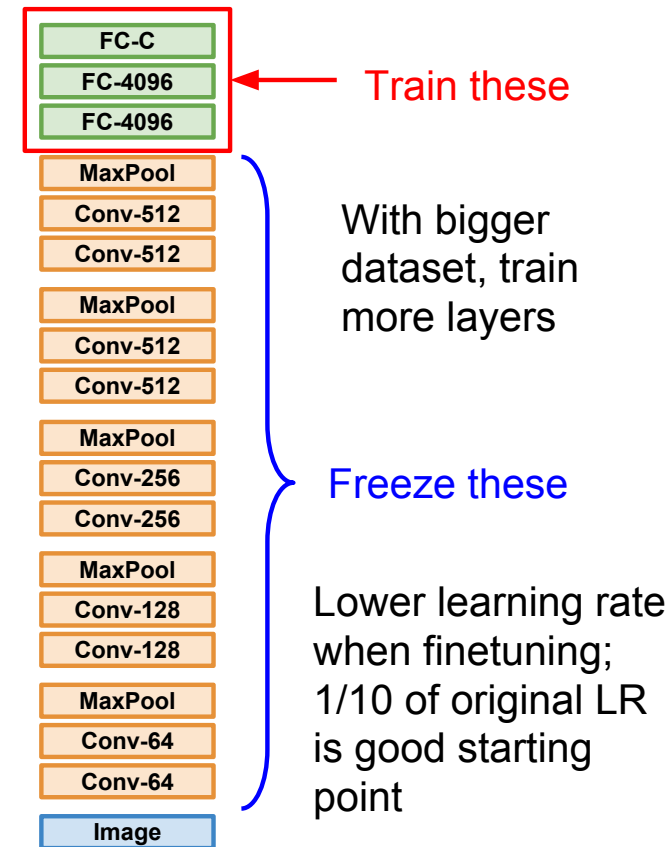 FC-C
FC-4096
FC-4096
Train these
MaxPool
Conv-512
Conv-512
MaxPool
Conv-512
Conv-512
With bigger
dataset, train
more layers
MaxPool
Conv-256
Conv-256
Freeze these
MaxPool
Conv-128
Conv-128
MaxPool
Conv-64
Conv-64
Image
Lower learning rate
when finetuning;
1/10 of original LR
is good starting
point